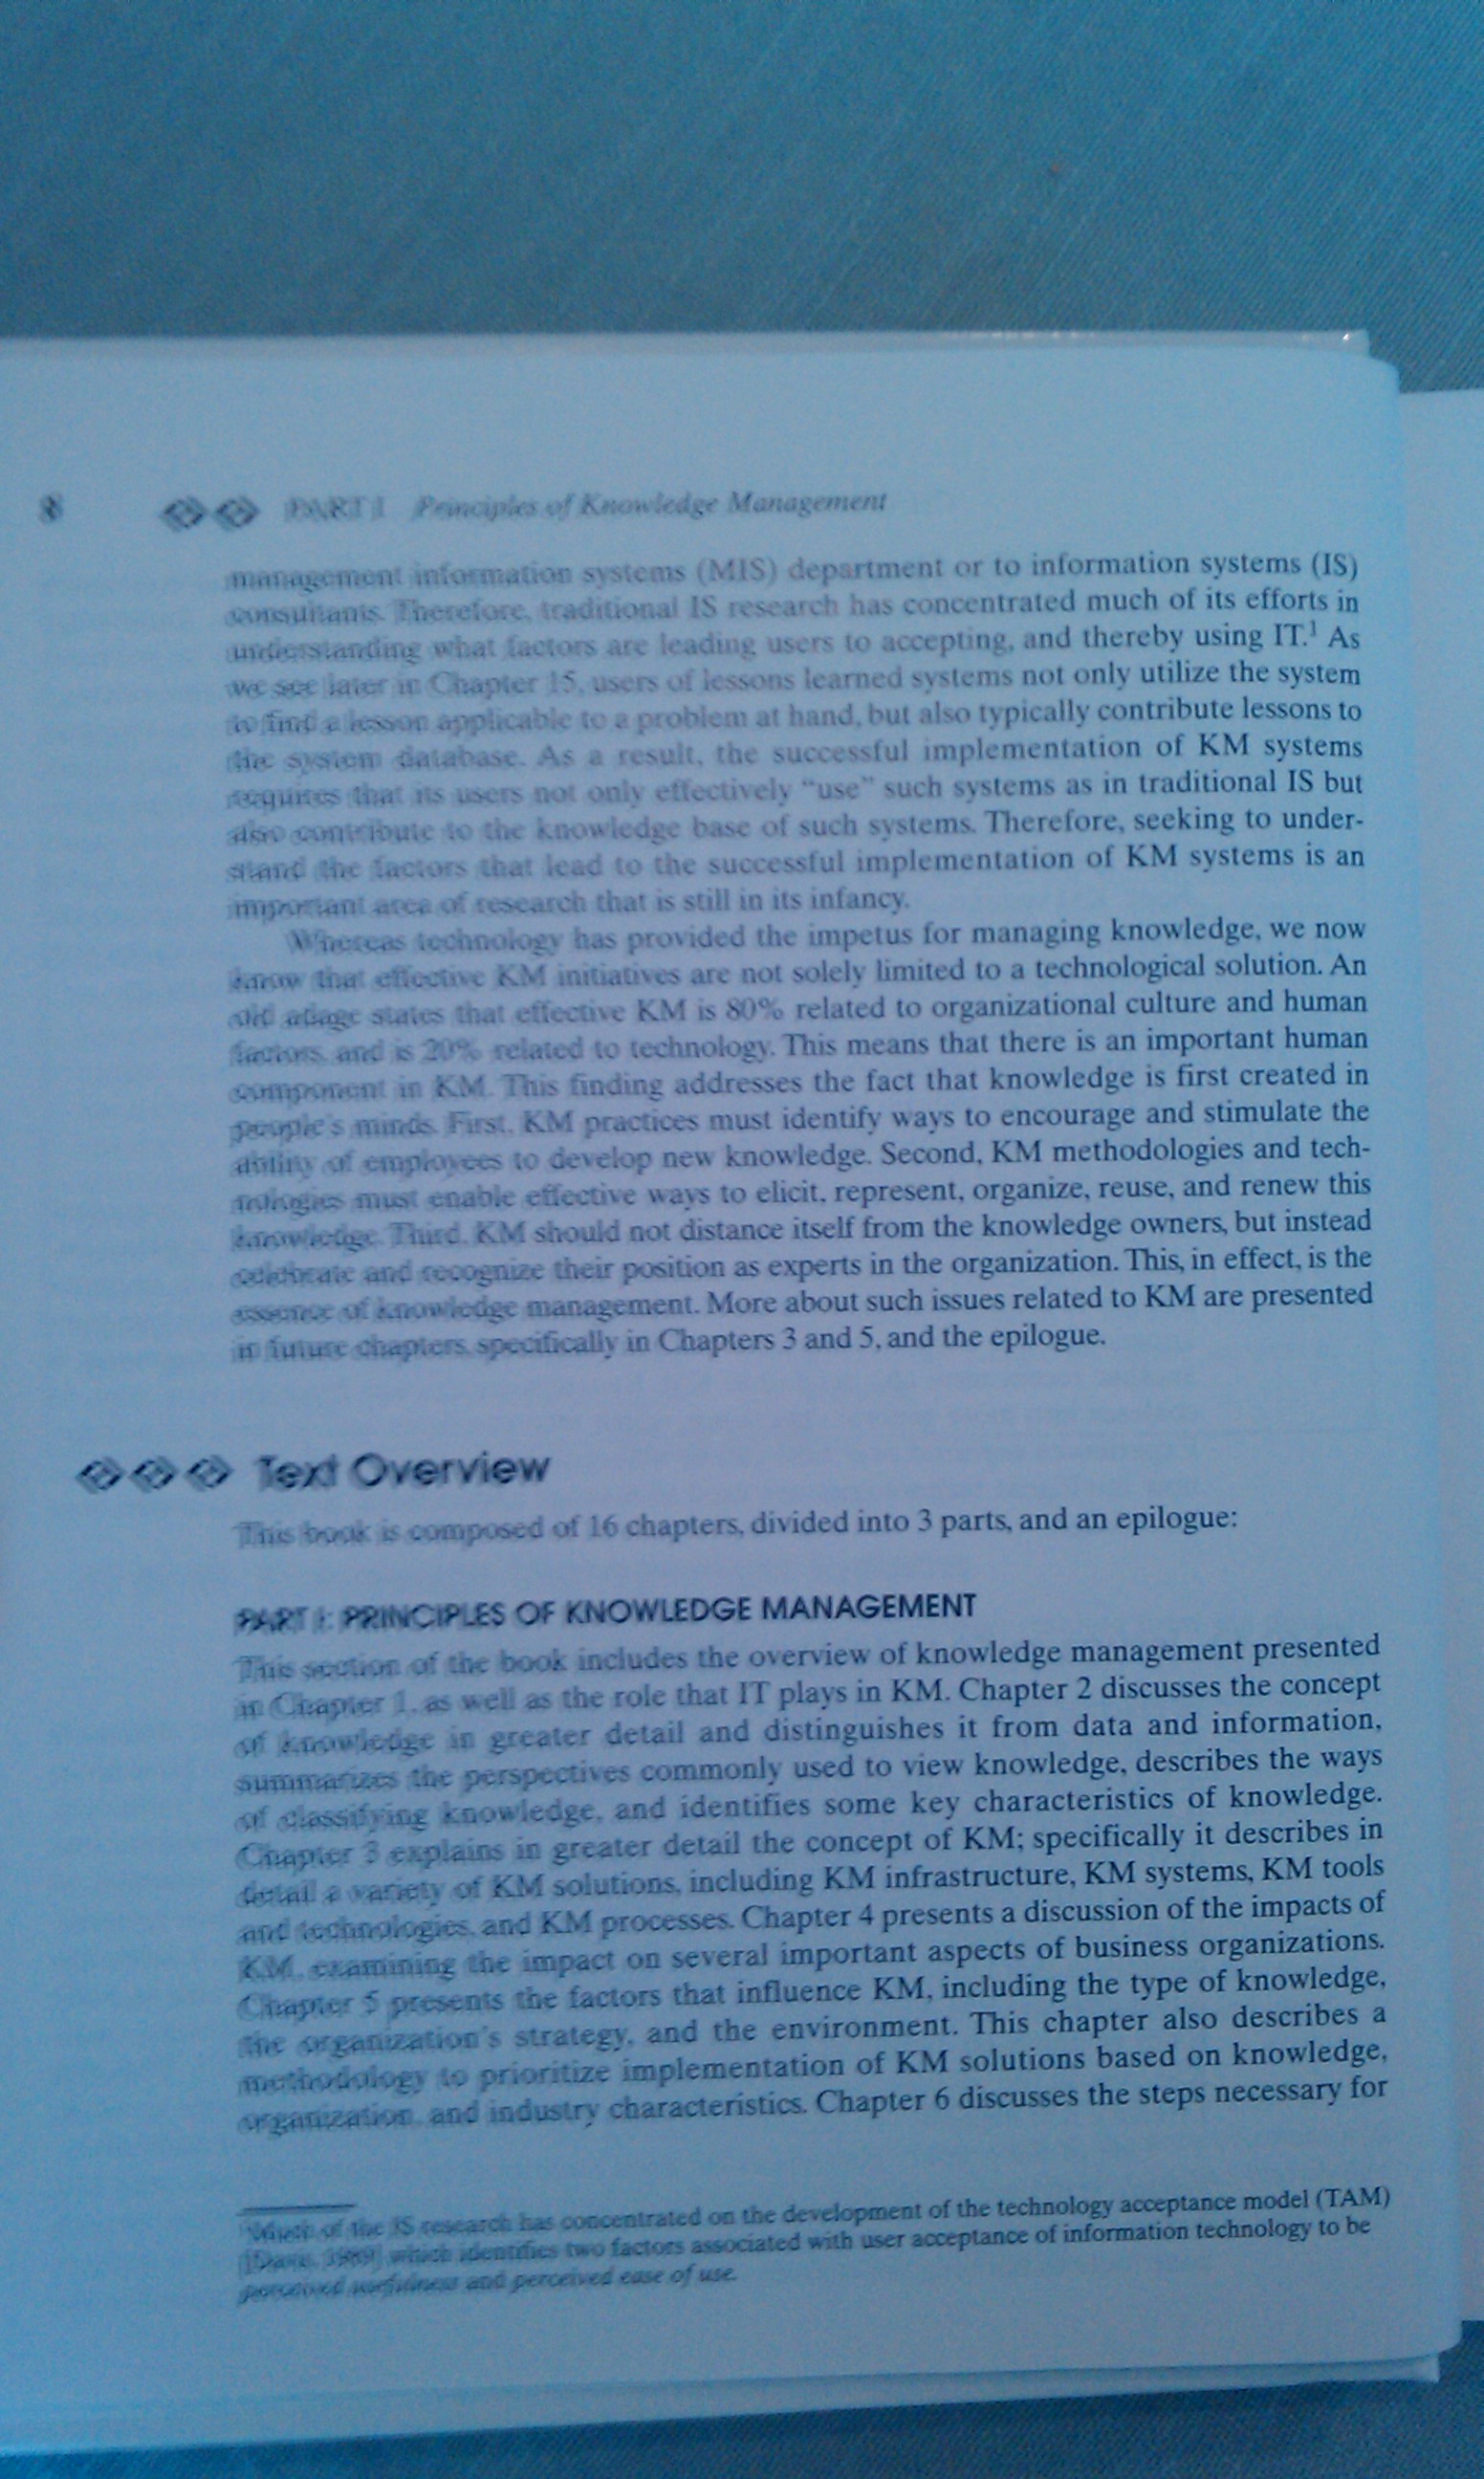 8 PART I Principles of Knowledge Management
management information systems (MIS) department or to information systems (IS)
consultants. Therefore, traditional IS research has concentrated much of its efforts in
understanding what factors are leading users to accepting, and thereby using IT.¹ As
we see later in Chapter 15, users of lessons learned systems not only utilize the system
to find a lesson applicable to a problem at hand, but also typically contribute lessons to
the system database. As a result, the successful implementation of KM systems
requires that its users not only effectively “use” such systems as in traditional IS but
also contribute to the knowledge base of such systems. Therefore, seeking to under-
stand the factors that lead to the successful implementation of KM systems is an
important area of research that is still in its infancy.
Whereas technology has provided the impetus for managing knowledge, we now
know that effective KM initiatives are not solely limited to a technological solution. An
old adage states that effective KM is 80% related to organizational culture and human
factors, and is 20% related to technology. This means that there is an important human
component in KM. This finding addresses the fact that knowledge is first created in
people's minds. First, KM practices must identify ways to encourage and stimulate the
ability of employees to develop new knowledge. Second, KM methodologies and tech-
nologies must enable effective ways to elicit, represent, organize, reuse, and renew this
knowledge. Third, KM should not distance itself from the knowledge owners, but instead
celebrate and recognize their position as experts in the organization. This, in effect, is the
essence of knowledge management. More about such issues related to KM are presented
in future chapters, specifically in Chapters 3 and 5, and the epilogue.
Text Overview
This book is composed of 16 chapters, divided into 3 parts, and an epilogue:
PART I: PRINCIPLES OF KNOWLEDGE MANAGEMENT
This section of the book includes the overview of knowledge management presented
in Chapter 1, as well as the role that IT plays in KM. Chapter 2 discusses the concept
of knowledge in greater detail and distinguishes it from data and information,
summarizes the perspectives commonly used to view knowledge, describes the ways
of classifying knowledge, and identifies some key characteristics of knowledge.
Chapter 3 explains in greater detail the concept of KM; specifically it describes in
detail a variety of KM solutions, including KM infrastructure, KM systems, KM tools
and technologies, and KM processes. Chapter 4 presents a discussion of the impacts of
KM, examining the impact on several important aspects of business organizations.
Chapter 5 presents the factors that influence KM, including the type of knowledge,
the organization's strategy, and the environment. This chapter also describes a
methodology to prioritize implementation of KM solutions based on knowledge,
organization, and industry characteristics. Chapter 6 discusses the steps necessary for
of the IS research has concentrated on the development of the technology acceptance model (TAM)
[Davis, 1989] which identifies two factors associated with user acceptance of information technology to be
perceived usefulness and perceived ease of use.